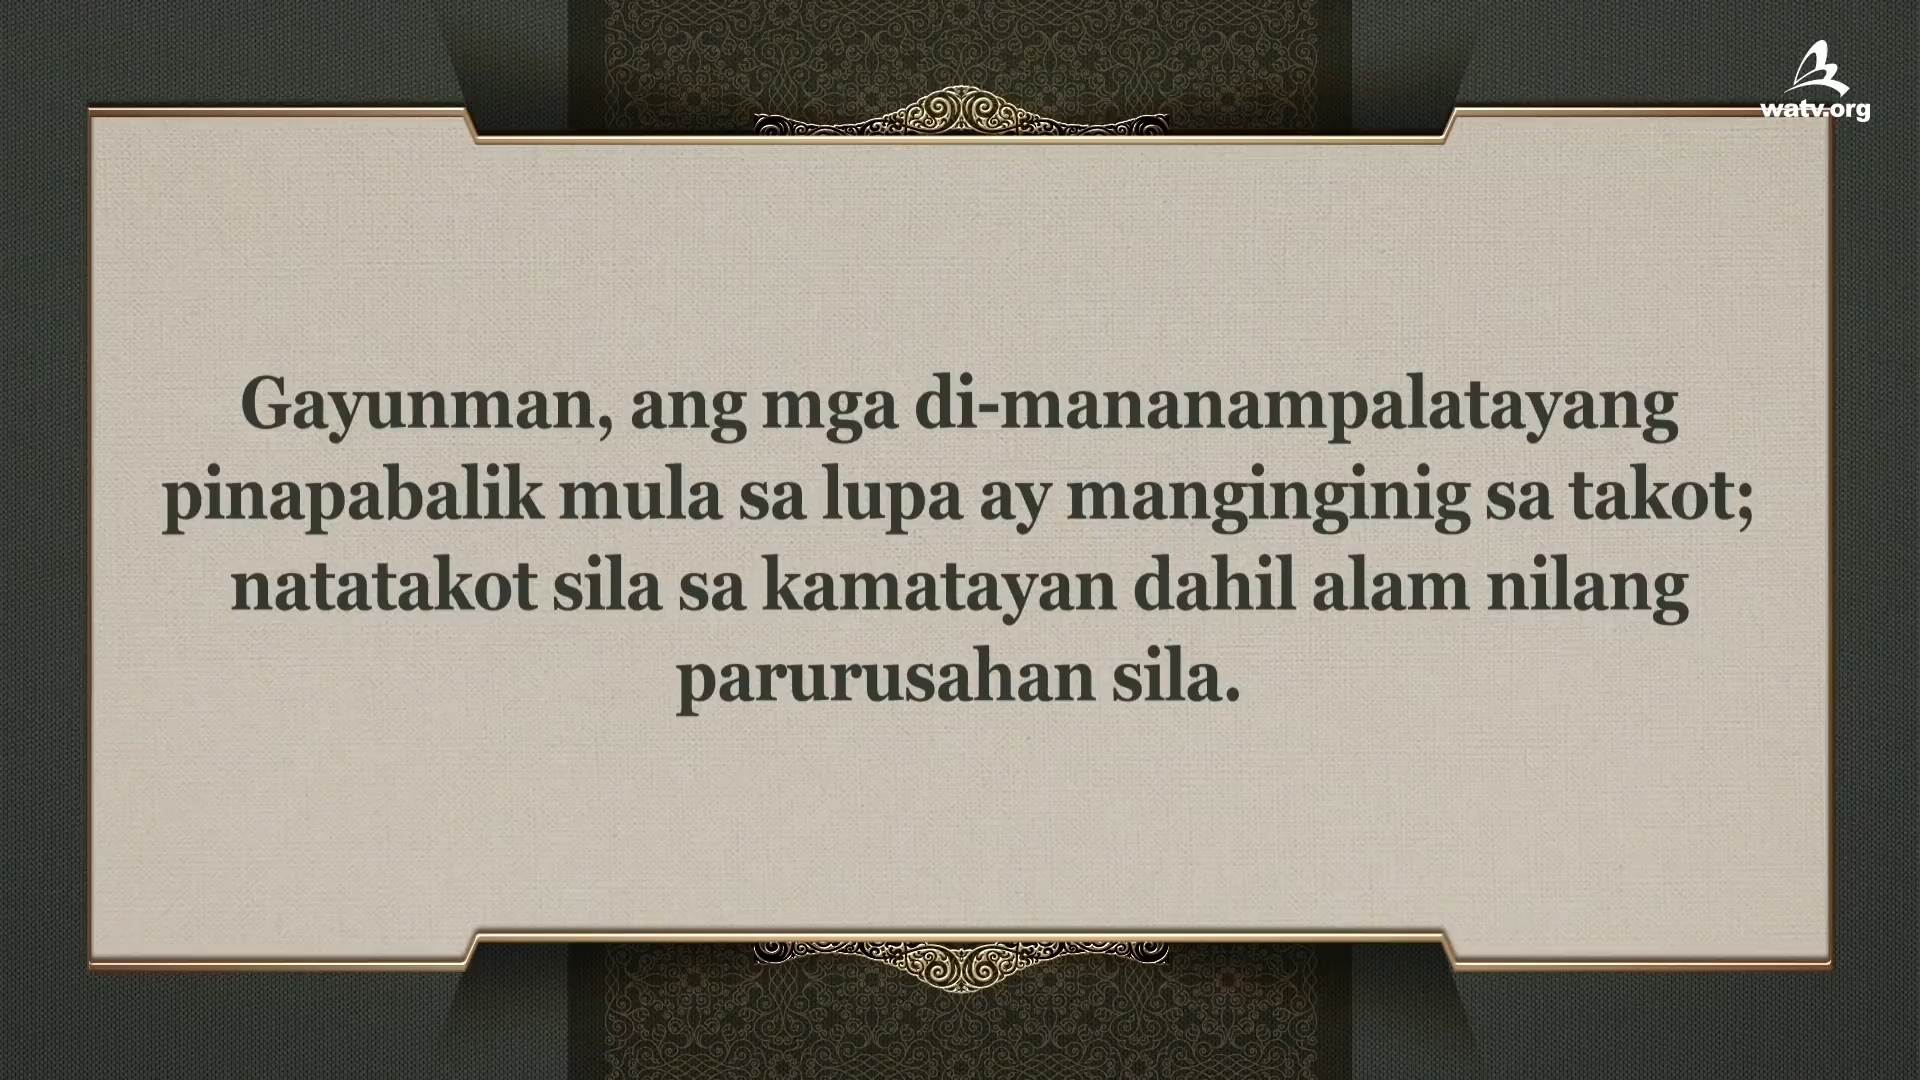 watv.org
Gayunman, ang mga di-mananampalatayang
pinapabalik mula sa lupa ay manginginig sa takot;
natatakot sila sa kamatayan dahil alam nilang
parurusahan sila.